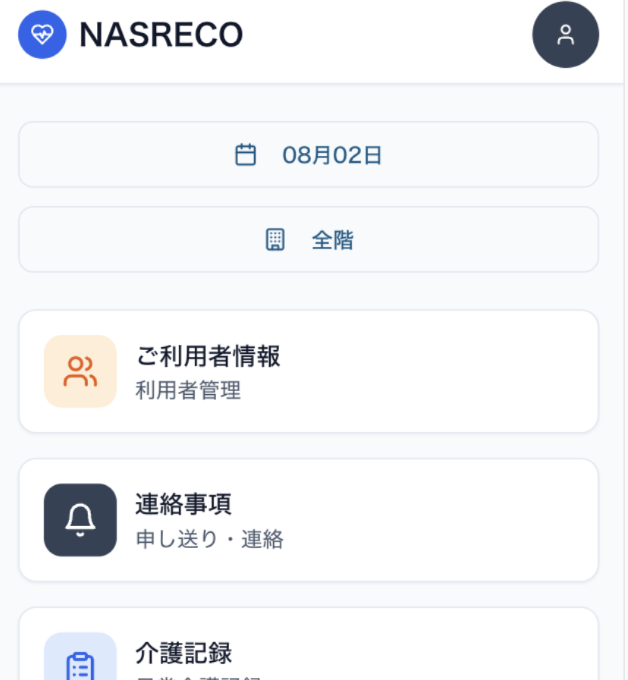 NASRECO
08月02日
全階
ご利用者情報
利用者管理
連絡事項
申し送り・連絡
介護記録